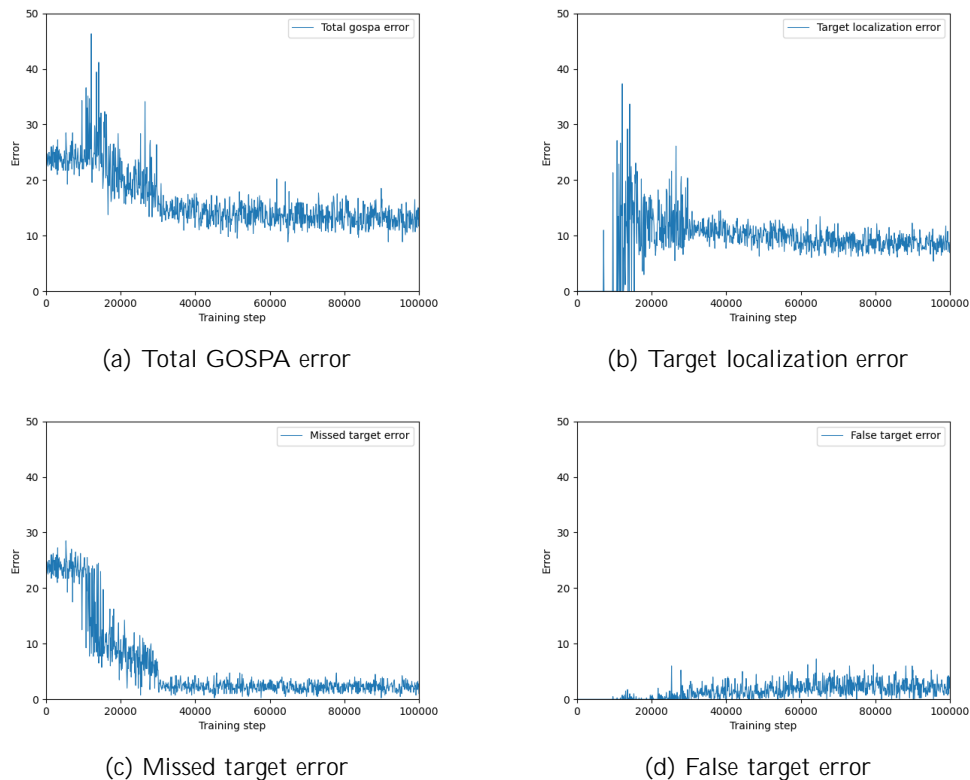 50
40
30
20
10
0
Error
Total gospa error
0 20000 40000 60000 80000 100000
Training step
(a) Total GOSPA error
50
40
30
20
10
0
Error
Target localization error
0 20000 40000 60000 80000 100000
Training step
(b) Target localization error
50
40
30
20
10
0
Error
Missed target error
0 20000 40000 60000 80000 100000
Training step
(c) Missed target error
50
40
30
20
10
0
Error
False target error
0 20000 40000 60000 80000 100000
Training step
(d) False target error